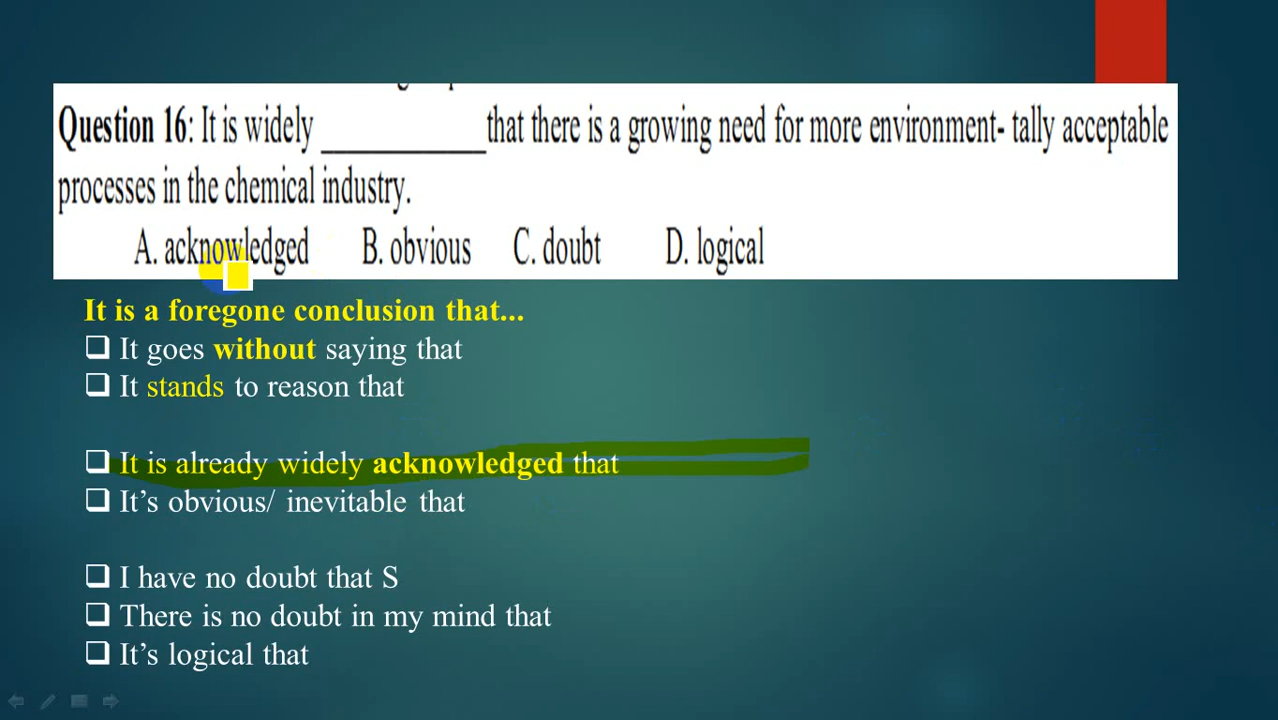 Question 16: It is widely ___________that there is a growing need for more environment- tally acceptable
processes in the chemical industry.
A. acknowledged B. obvious C. doubt D. logical
It is a foregone conclusion that...
❑ It goes without saying that
❑ It stands to reason that
❑ It is already widely acknowledged that
❑ It’s obvious/ inevitable that
❑ I have no doubt that S
❑ There is no doubt in my mind that
❑ It’s logical that